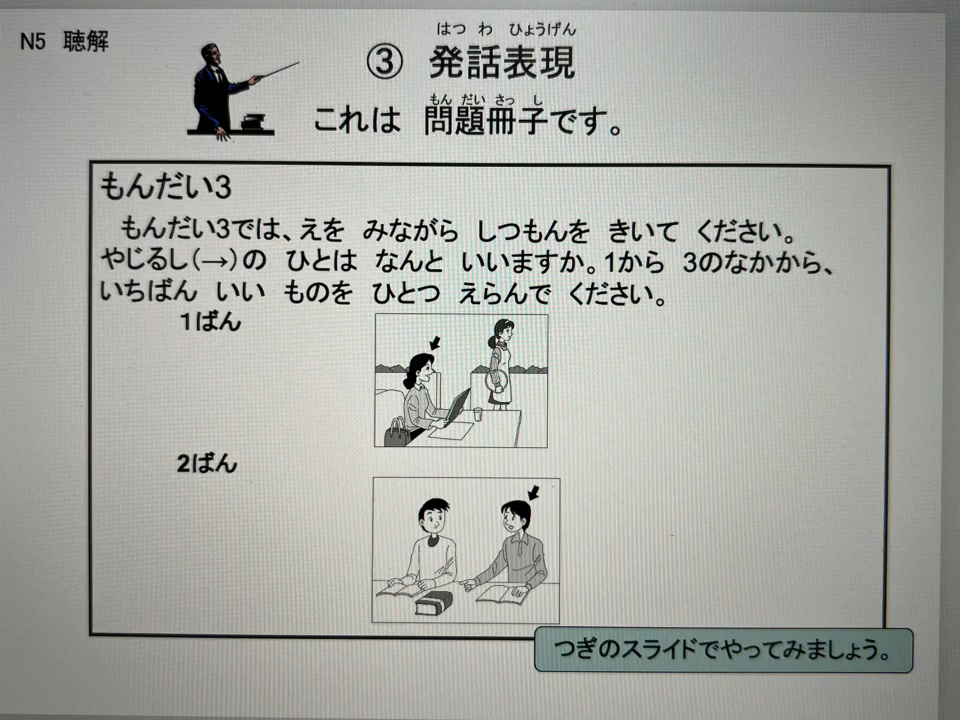 N5 聴解
はつ わ ひょうげん
③ 発話表現
もん だい さっ し
これは 問題冊子です。
もんだい3
もんだい3では、えを みながら しつもんを きいて ください。
やじるし(→)の ひとは なんと いいますか。1から 3のなかから、
いちばん いい ものを ひとつ えらんで ください。
1ばん
2ばん
つぎのスライドでやってみましょう。